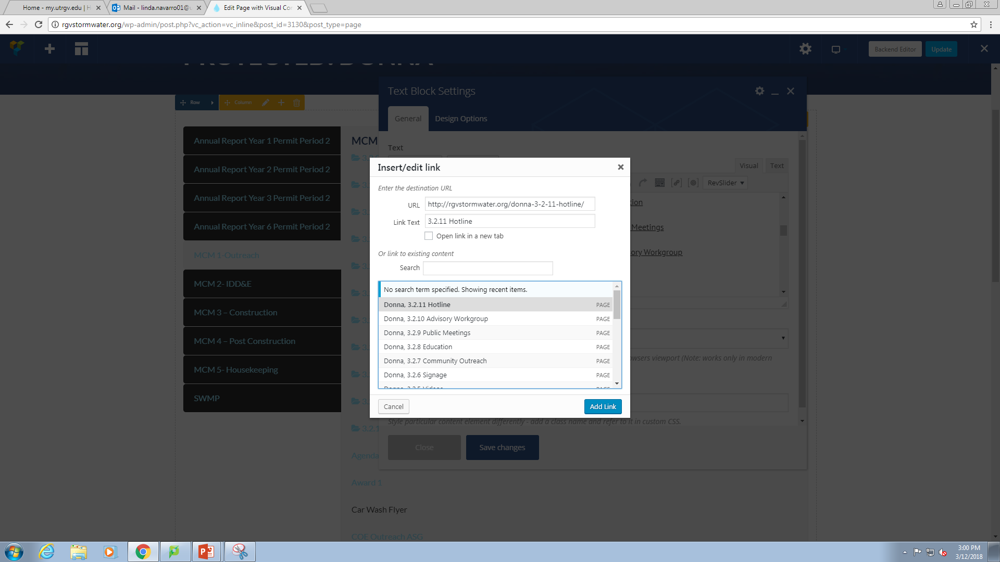 Home - my.utrgv.edu | H
Mail - linda.navarro01@u
Edit Page with Visual Co
rgvstormwater.org/wp-admin/post.php?vc_action=vc_inline&post_id=3130&post_type=page
Backend Editor
Update
PROTECTED: DONNA
Text Block Settings
Row
Column
General
Design Options
Annual Report Year 1 Permit Period 2
MCM
Text
Annual Report Year 2 Permit Period 2
Insert/edit link
Visual
Text
Enter the destination URL
RevSlider
Annual Report Year 3 Permit Period 2
URL
http://rgvstormwater.org/donna-3-2-11-hotline/
Link Text
3.2.11 Hotline
Annual Report Year 6 Permit Period 2
Meetings
Open link in a new tab
Or link to existing content
ory Workgroup
MCM 1-Outreach
Search
MCM 2- IDD&E
No search term specified. Showing recent items.
Donna, 3.2.11 Hotline
PAGE
MCM 3 – Construction
Donna, 3.2.10 Advisory Workgroup
PAGE
Donna, 3.2.9 Public Meetings
PAGE
MCM 4 – Post Construction
Donna, 3.2.8 Education
PAGE
Donna, 3.2.7 Community Outreach
PAGE
owsers viewport (Note: works only in modern
MCM 5- Housekeeping
Donna, 3.2.6 Signage
PAGE
Donna, 3.2.5 Videos
PAGE
SWMP
Cancel
Add Link
Style particular content element differently - add a class name and refer to it in custom CSS.
3.2.1
Close
Save changes
Agenda
Award 1
Car Wash Flyer
COE Outreach ASG
3:00 PM
3/12/2018